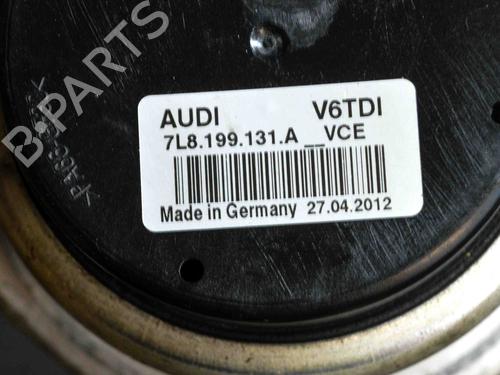 B-PARTS
AUDI V6TDI
7L8.199.131.A __VCE
Made in Germany 27.04.2012